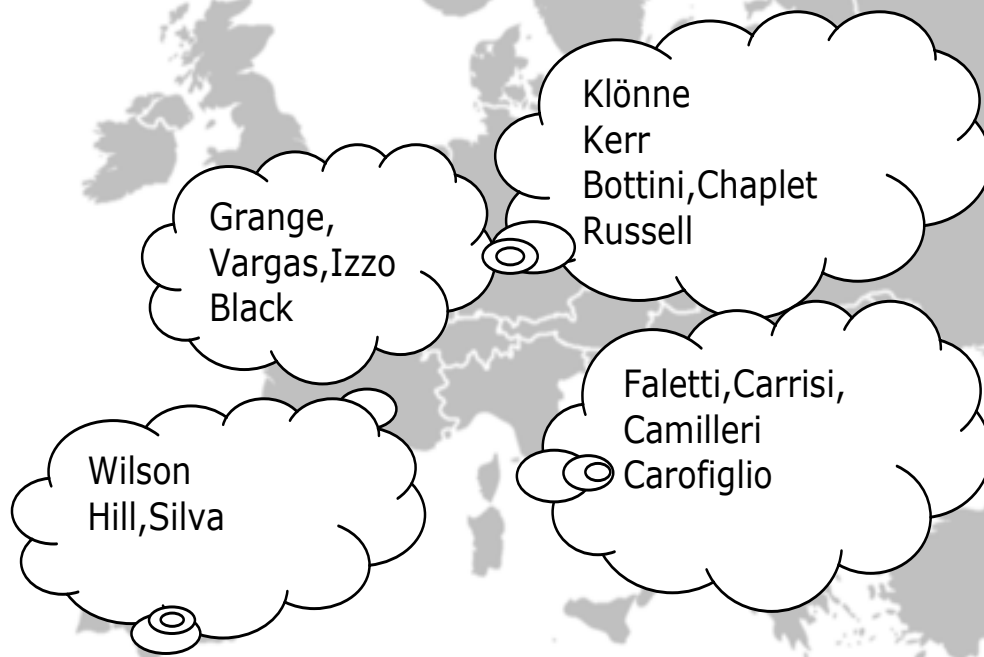 Klönne
Kerr
Bottini,Chaplet
Russell
Grange,
Vargas,Izzo
Black
Faletti,Carrisi,
Camilleri
Carofiglio
Wilson
Hill,Silva